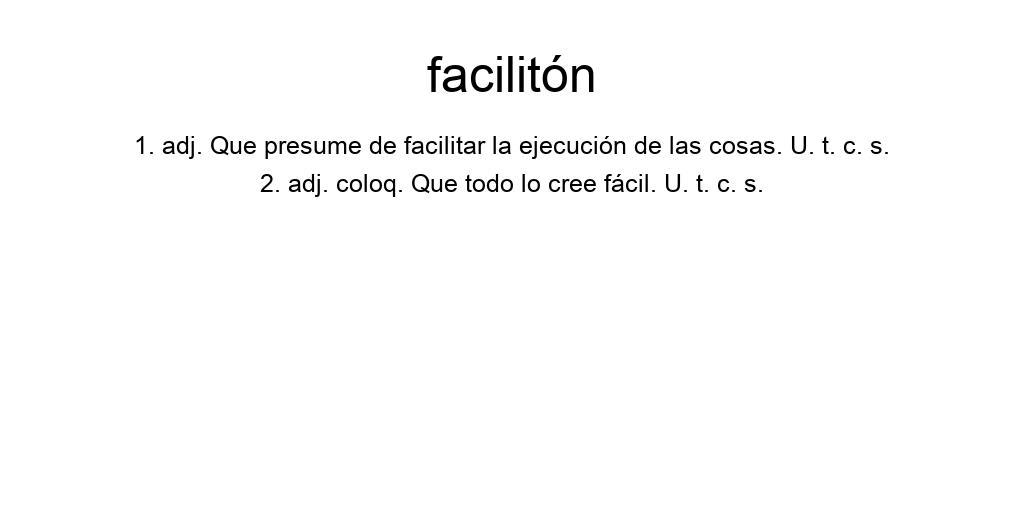 facilitón
1. adj. Que presume de facilitar la ejecución de las cosas. U. t. c. s.
2. adj. coloq. Que todo lo cree fácil. U. t. c. s.